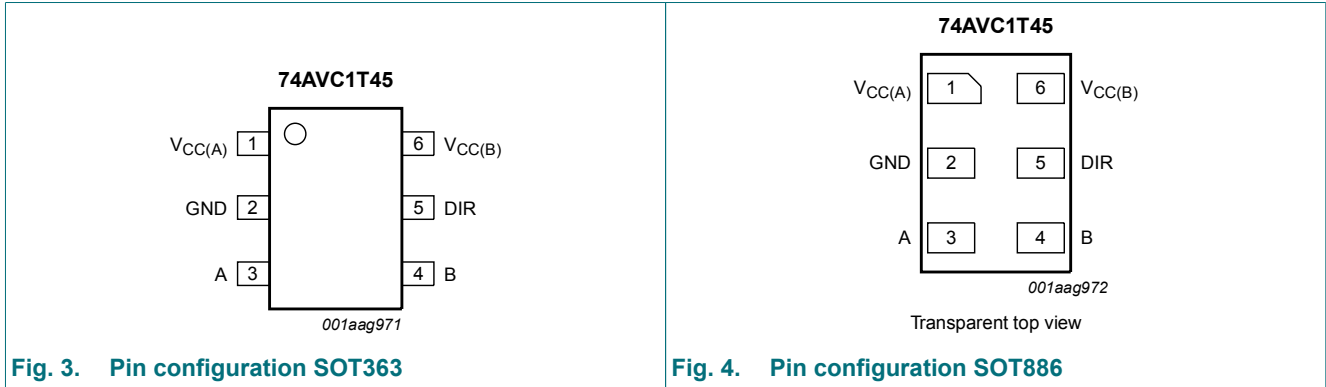 74AVC1T45
VCC(A) 1 6 VCC(B)
GND 2 5 DIR
A 3 4 B
001aag971
Fig. 3. Pin configuration SOT363
74AVC1T45
VCC(A) 1 6 VCC(B)
GND 2 5 DIR
A 3 4 B
001aag972
Transparent top view
Fig. 4. Pin configuration SOT886